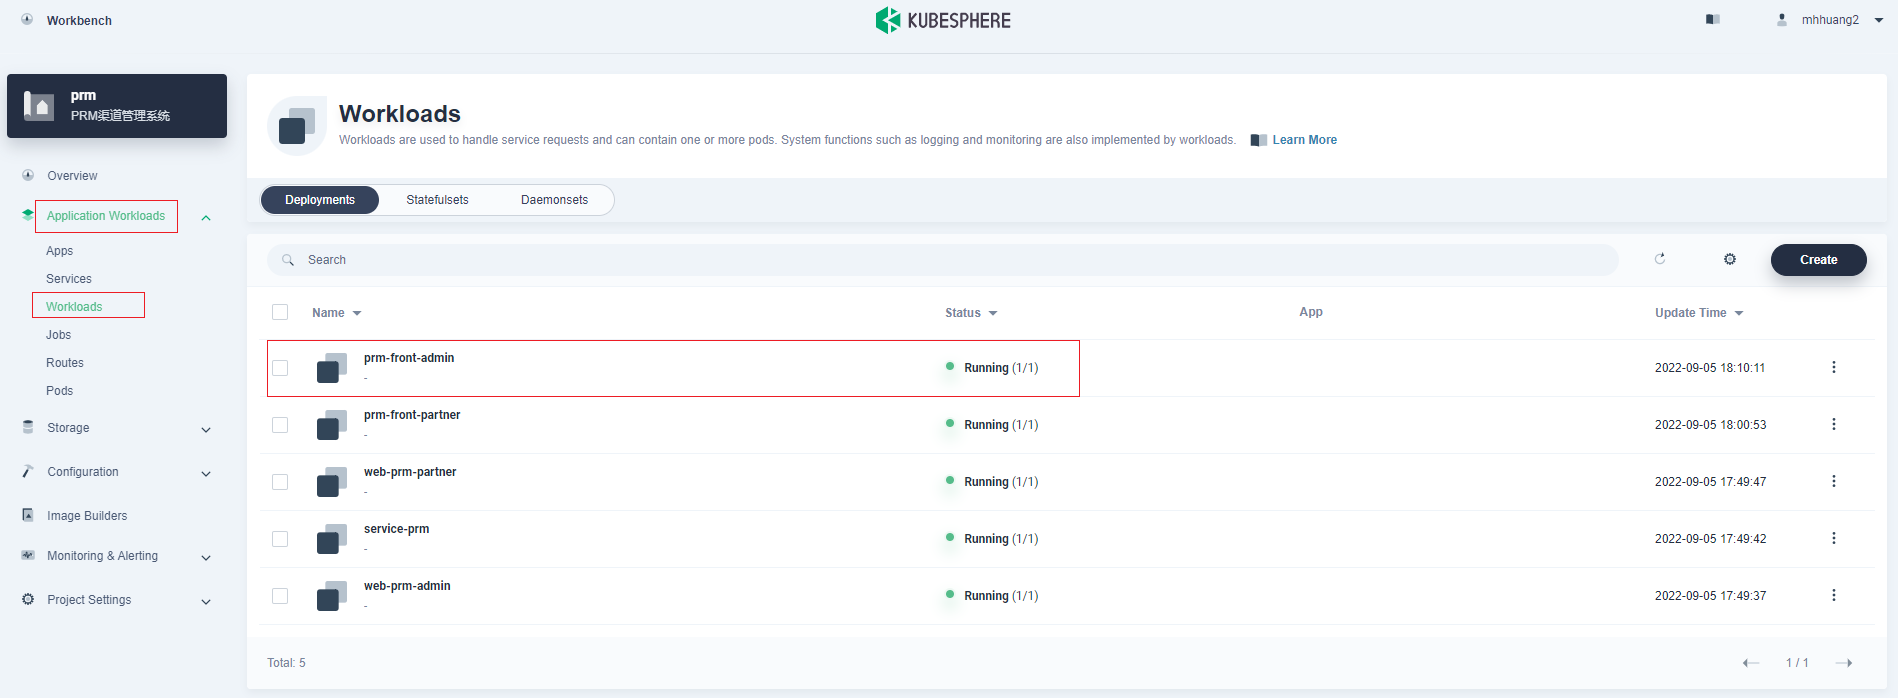 Workbench
KUBESPHERE
mhhuang2
prm
PRM渠道管理系统
Overview
Application Workloads
Apps
Services
Workloads
Jobs
Routes
Pods
Storage
Configuration
Image Builders
Monitoring & Alerting
Project Settings
Workloads
Workloads are used to handle service requests and can contain one or more pods. System functions such as logging and monitoring are also implemented by workloads. Learn More
Deployments Statefulsets Daemonsets
Search
Create
Name Status App Update Time
prm-front-admin
-
Running (1/1) 2022-09-05 18:10:11
prm-front-partner
-
Running (1/1) 2022-09-05 18:00:53
web-prm-partner
-
Running (1/1) 2022-09-05 17:49:47
service-prm
-
Running (1/1) 2022-09-05 17:49:42
web-prm-admin
-
Running (1/1) 2022-09-05 17:49:37
Total: 5
1 / 1